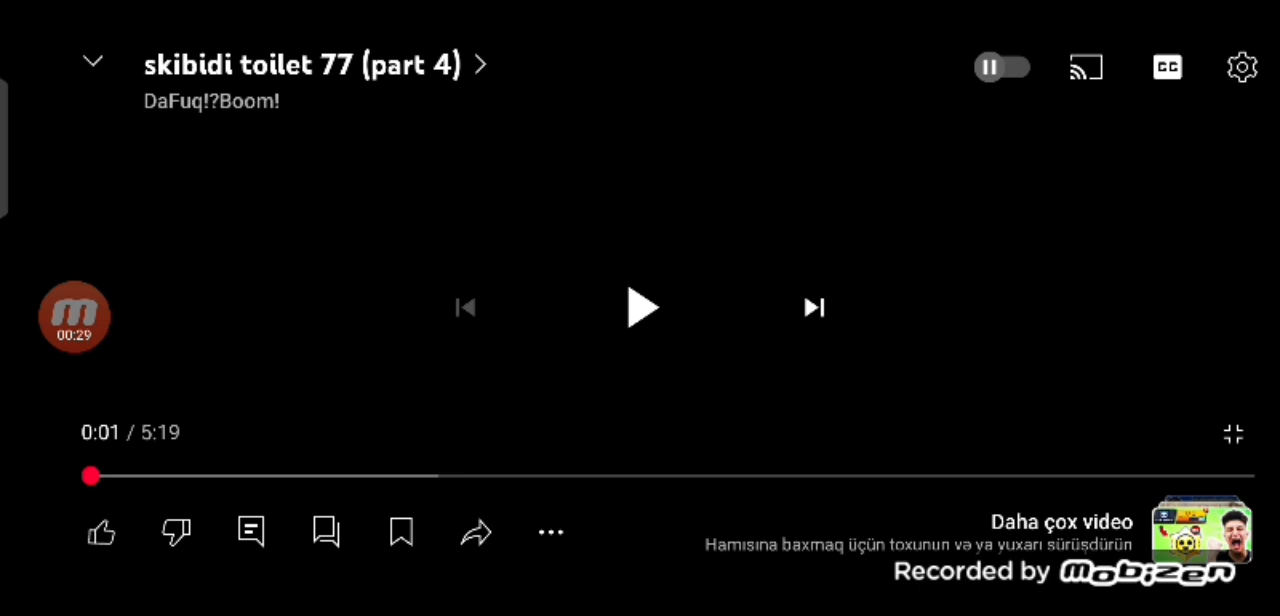 skibidi toilet 77 (part 4)
DaFuq!?Boom!
CC
m
00:29
0:01 / 5:19
Daha çox video
Hamısına baxmaq üçün toxunun və ya yuxarı sürüşdürün
Recorded by Mobizen